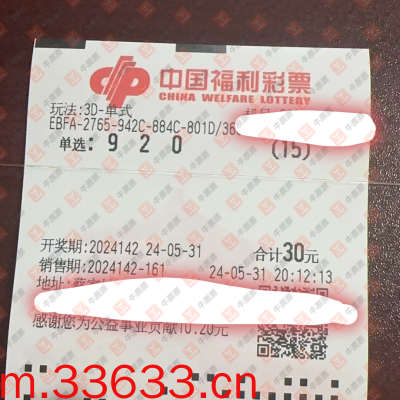 中国福利彩票
CHINA WELFARE LOTTERY
玩法:3D-单式
EBFA-2765-942C-884C-801D/36
单选: 9 2 0 (15)
开奖期:2024142 24-05-31 合计30元
销售期:2024142-161 24-05-31 20:12:13
地址:
感谢您为公益事业贡献10.20元
m.33633.cn